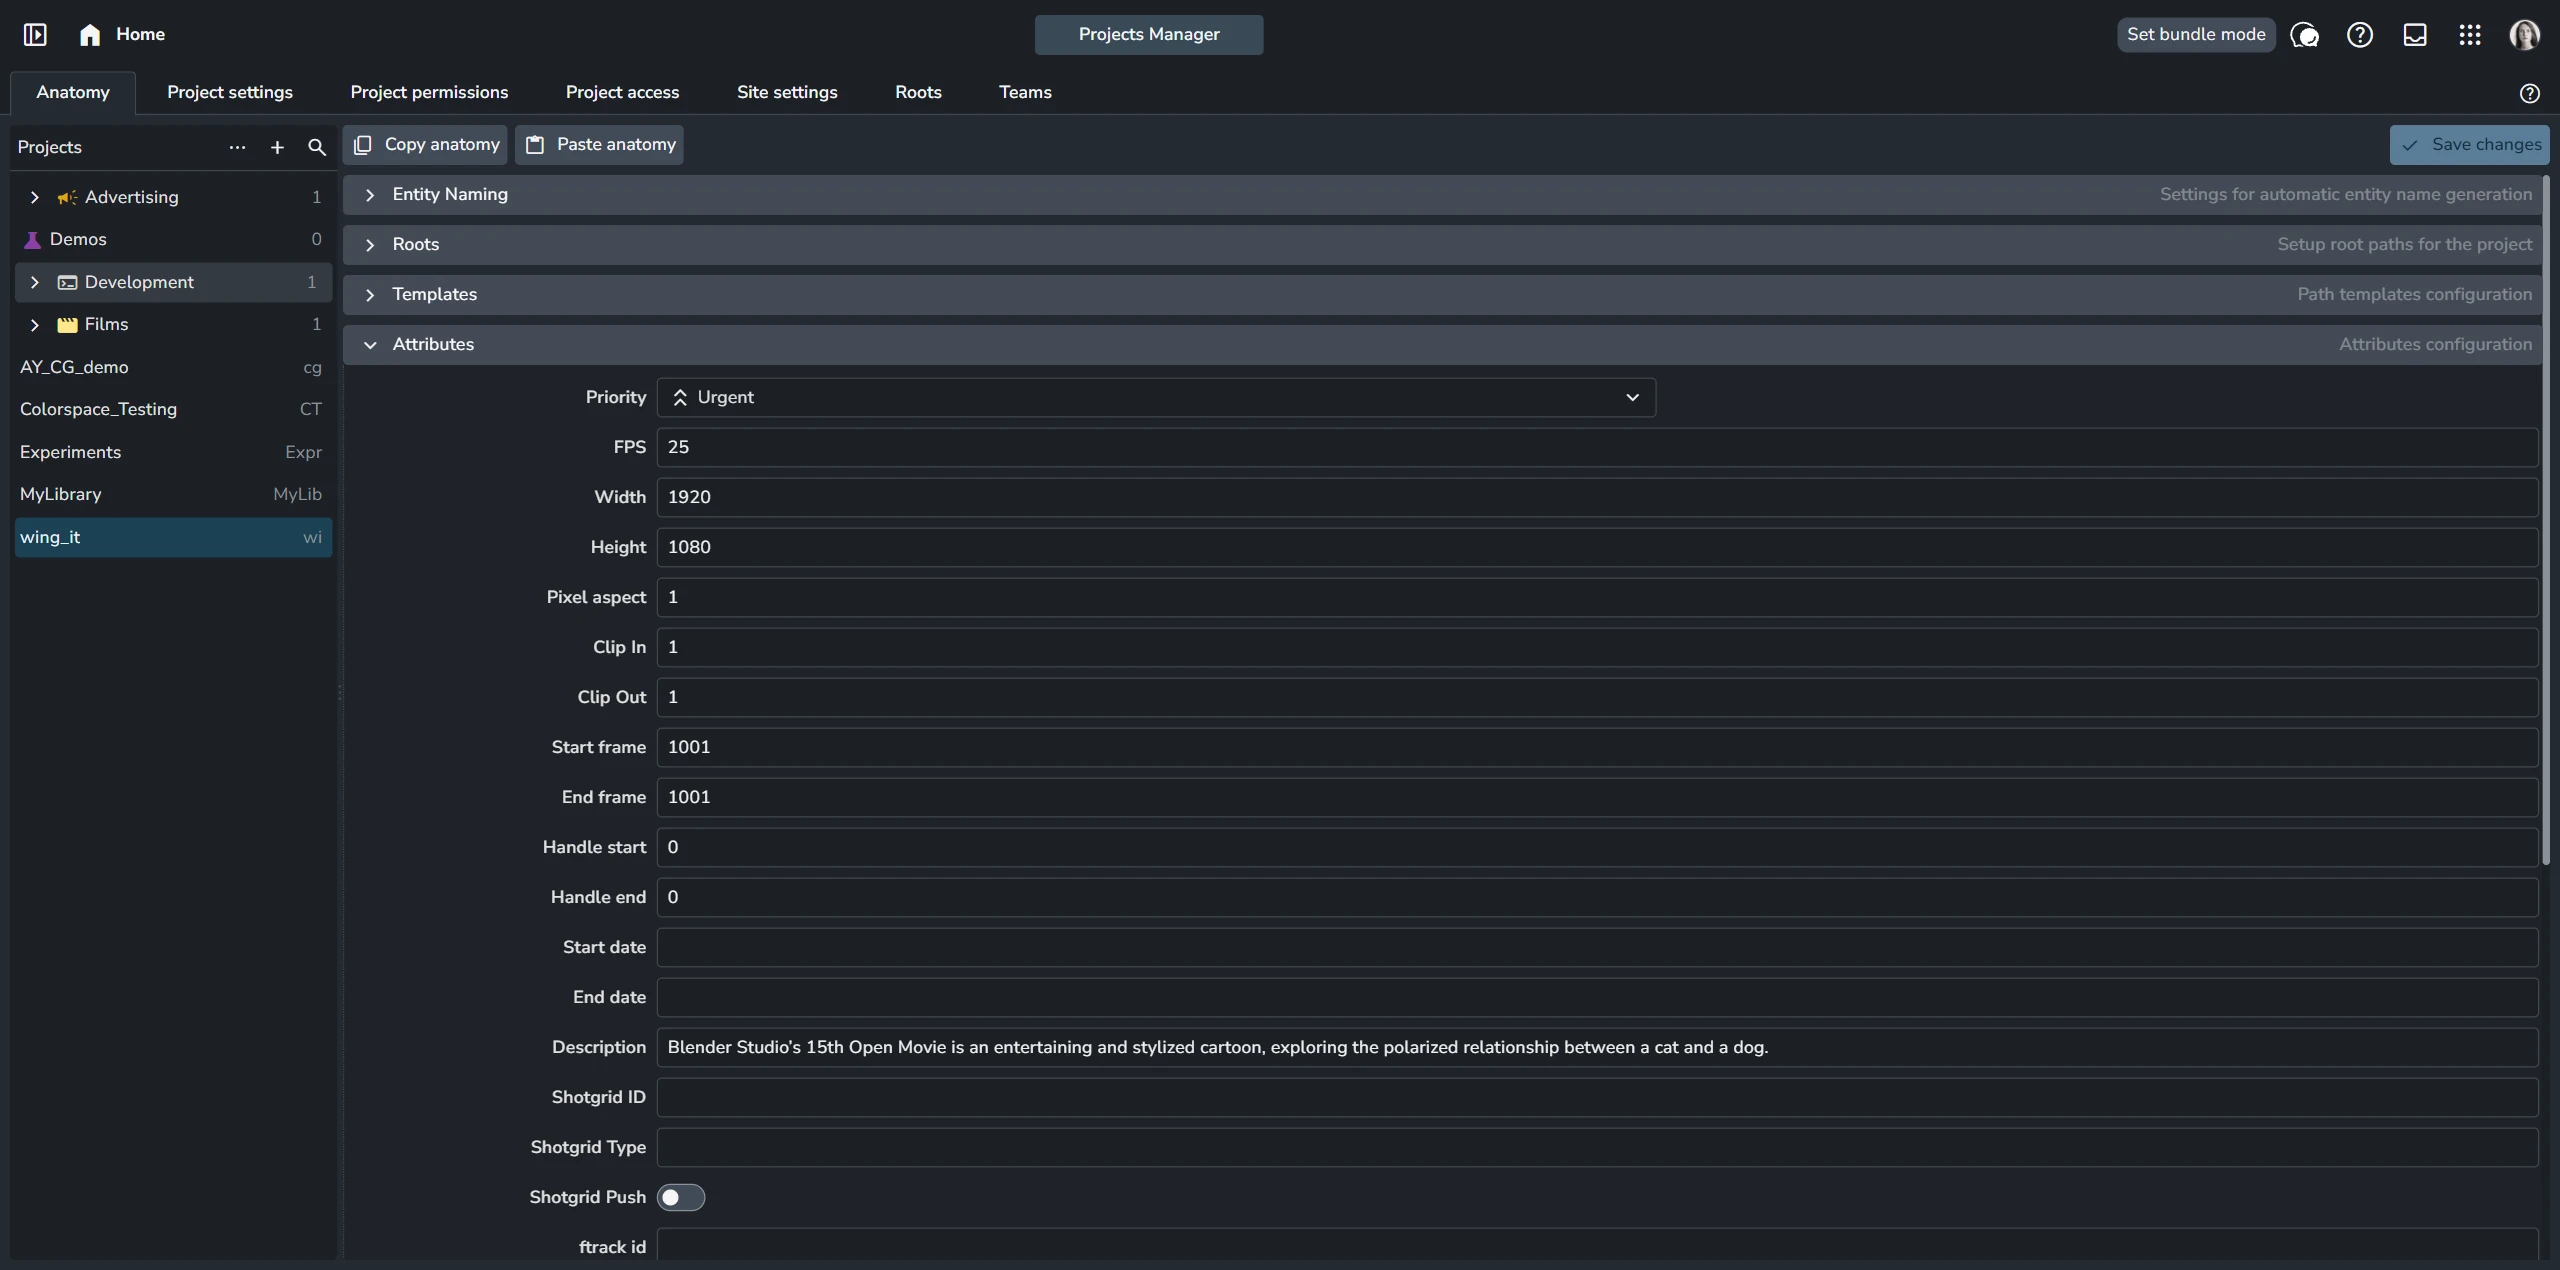 Home
Projects Manager
Set bundle mode
Anatomy
Project settings
Project permissions
Project access
Site settings
Roots
Teams
Projects
Advertising 1
Demos 0
Development 1
Films 1
AY_CG_demo cg
Colorspace_Testing CT
Experiments Expr
MyLibrary MyLib
wing_it wi
Copy anatomy
Paste anatomy
Save changes
Entity Naming Settings for automatic entity name generation
Roots Setup root paths for the project
Templates Path templates configuration
Attributes Attributes configuration
Priority Urgent
FPS 25
Width 1920
Height 1080
Pixel aspect 1
Clip In 1
Clip Out 1
Start frame 1001
End frame 1001
Handle start 0
Handle end 0
Start date
End date
Description Blender Studio's 15th Open Movie is an entertaining and stylized cartoon, exploring the polarized relationship between a cat and a dog.
Shotgrid ID
Shotgrid Type
Shotgrid Push
ftrack id